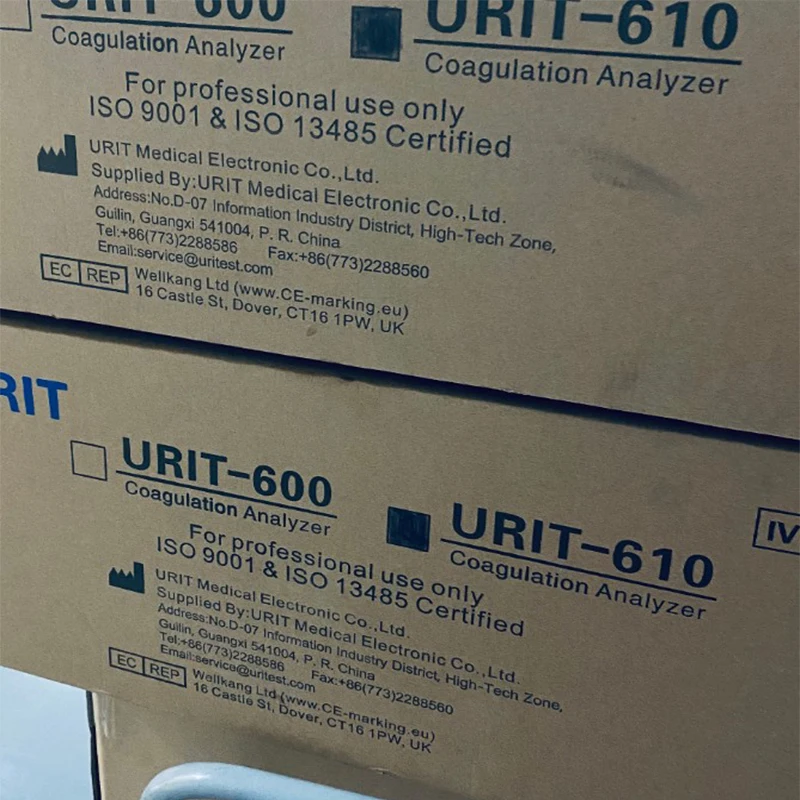 URIT-600
Coagulation Analyzer
URIT-610
Coagulation Analyzer
For professional use only
ISO 9001 & ISO 13485 Certified
URIT Medical Electronic Co.,Ltd.
Supplied By:URIT Medical Electronic Co.,Ltd.
Address:No.D-07 Information Industry District, High-Tech Zone,
Guilin, Guangxi 541004, P. R. China
Tel:+86(773)2288586 Fax:+86(773)2288560
Email:service@uritest.com
EC REP
Wellkang Ltd (www.CE-marking.eu)
16 Castle St, Dover, CT16 1PW, UK
RIT
URIT-600
Coagulation Analyzer
URIT-610
Coagulation Analyzer
IV
For professional use only
ISO 9001 & ISO 13485 Certified
URIT Medical Electronic Co.,Ltd.
Supplied By:URIT Medical Electronic Co.,Ltd.
Address:No.D-07 Information Industry District, High-Tech Zone,
Guilin, Guangxi 541004, P. R. China
Tel:+86(773)2288586 Fax:+86(773)2288560
Email:service@uritest.com
EC REP
Wellkang Ltd (www.CE-marking.eu)
16 Castle St, Dover, CT16 1PW, UK